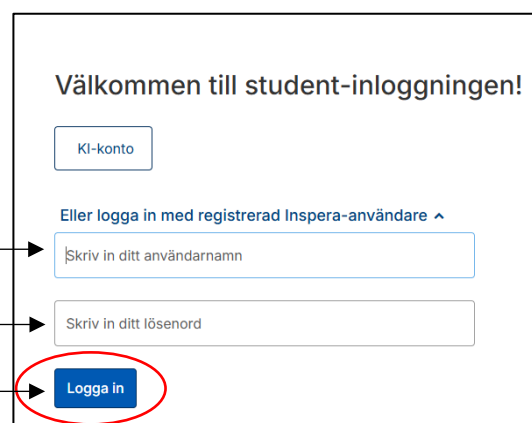 Välkommen till student-inloggningen!
KI-konto
Eller logga in med registrerad Inspera-användare
Skriv in ditt användarnamn
Skriv in ditt lösenord
Logga in